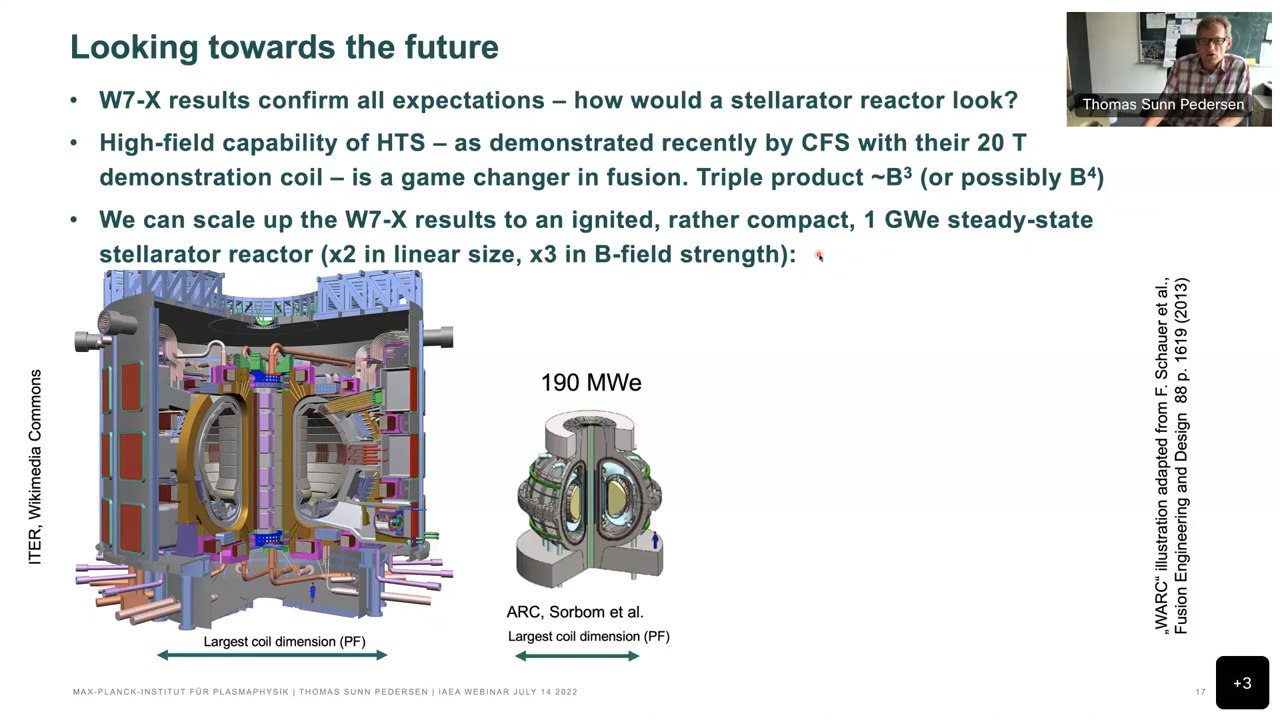 Looking towards the future
Thomas Sunn Pedersen
• W7-X results confirm all expectations – how would a stellarator reactor look?
• High-field capability of HTS – as demonstrated recently by CFS with their 20 T
demonstration coil – is a game changer in fusion. Triple product ~B³ (or possibly B⁴)
• We can scale up the W7-X results to an ignited, rather compact, 1 GWe steady-state
stellarator reactor (x2 in linear size, x3 in B-field strength):
ITER, Wikimedia Commons
190 MWe
ARC, Sorbom et al.
Largest coil dimension (PF)
Largest coil dimension (PF)
„WARC“ illustration adapted from F. Schauer et al.,
Fusion Engineering and Design 88 p. 1619 (2013)
MAX-PLANCK-INSTITUT FÜR PLASMAPHYSIK | THOMAS SUNN PEDERSEN | IAEA WEBINAR JULY 14 2022
17
+3